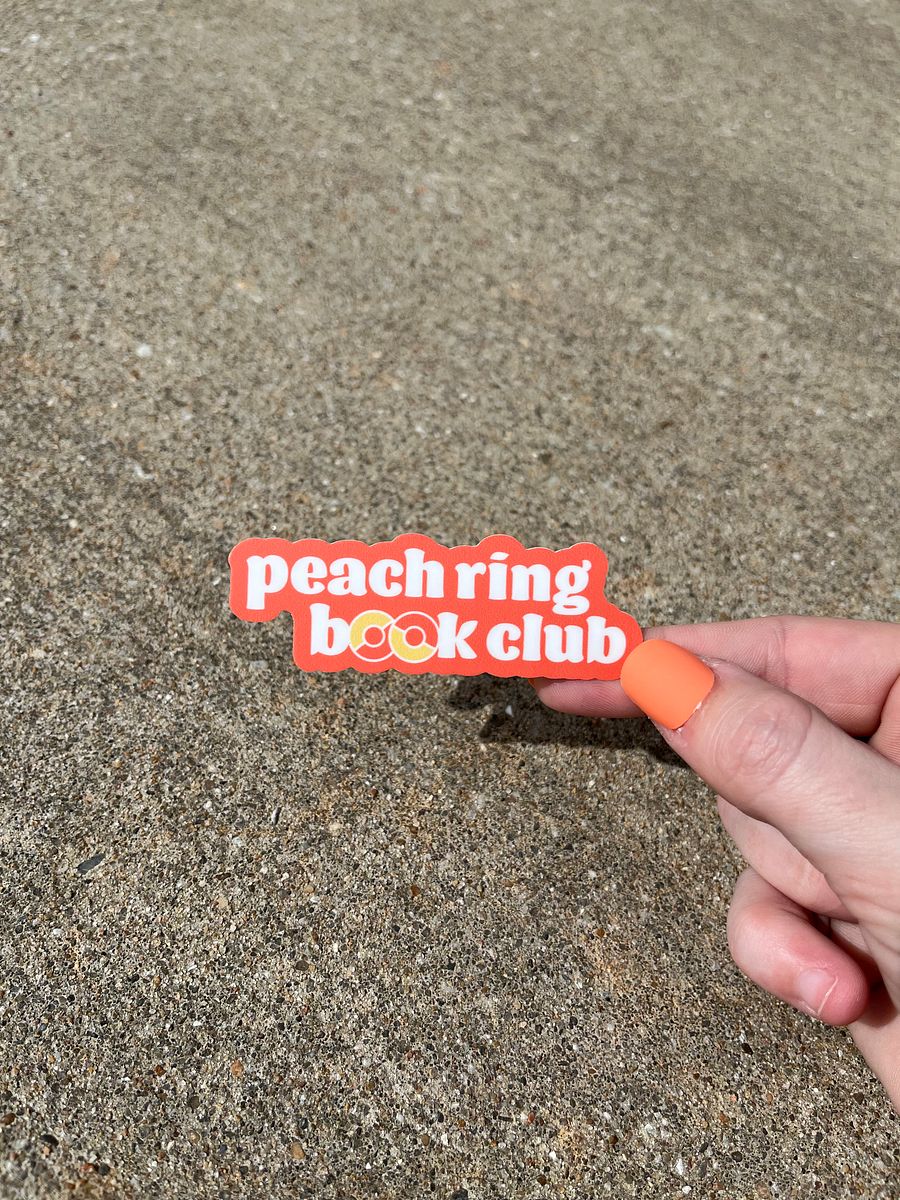 peach ring
book club